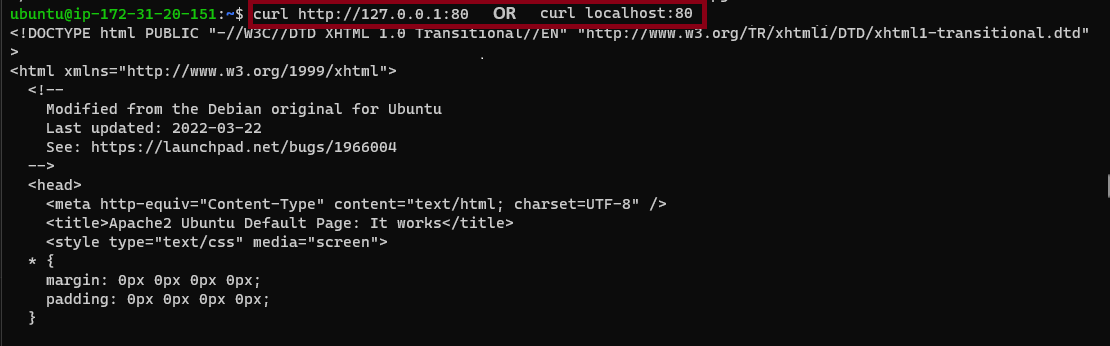 ubuntu@ip-172-31-20-151:~$ curl http://127.0.0.1:80 OR curl localhost:80
<!DOCTYPE html PUBLIC "-//W3C//DTD XHTML 1.0 Transitional//EN" "http://www.w3.org/TR/xhtml1/DTD/xhtml1-transitional.dtd"
>
<html xmlns="http://www.w3.org/1999/xhtml">
  <!--
    Modified from the Debian original for Ubuntu
    Last updated: 2022-03-22
    See: https://launchpad.net/bugs/1966004
  -->
  <head>
    <meta http-equiv="Content-Type" content="text/html; charset=UTF-8" />
    <title>Apache2 Ubuntu Default Page: It works</title>
    <style type="text/css" media="screen">
  * {
    margin: 0px 0px 0px 0px;
    padding: 0px 0px 0px 0px;
  }